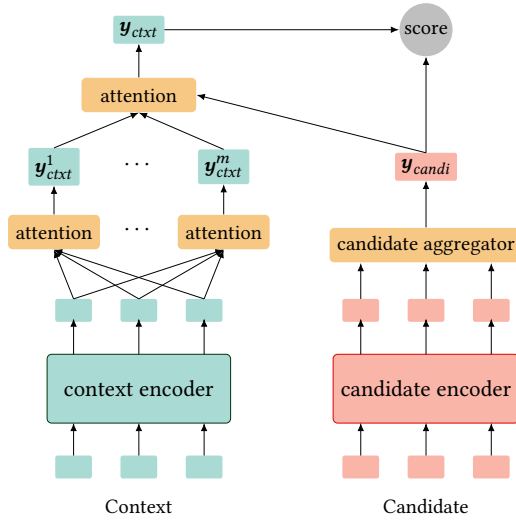 y_ctxt
score
attention
y^1_ctxt
···
y^m_ctxt
y_candi
attention
···
attention
candidate aggregator
context encoder
candidate encoder
Context
Candidate